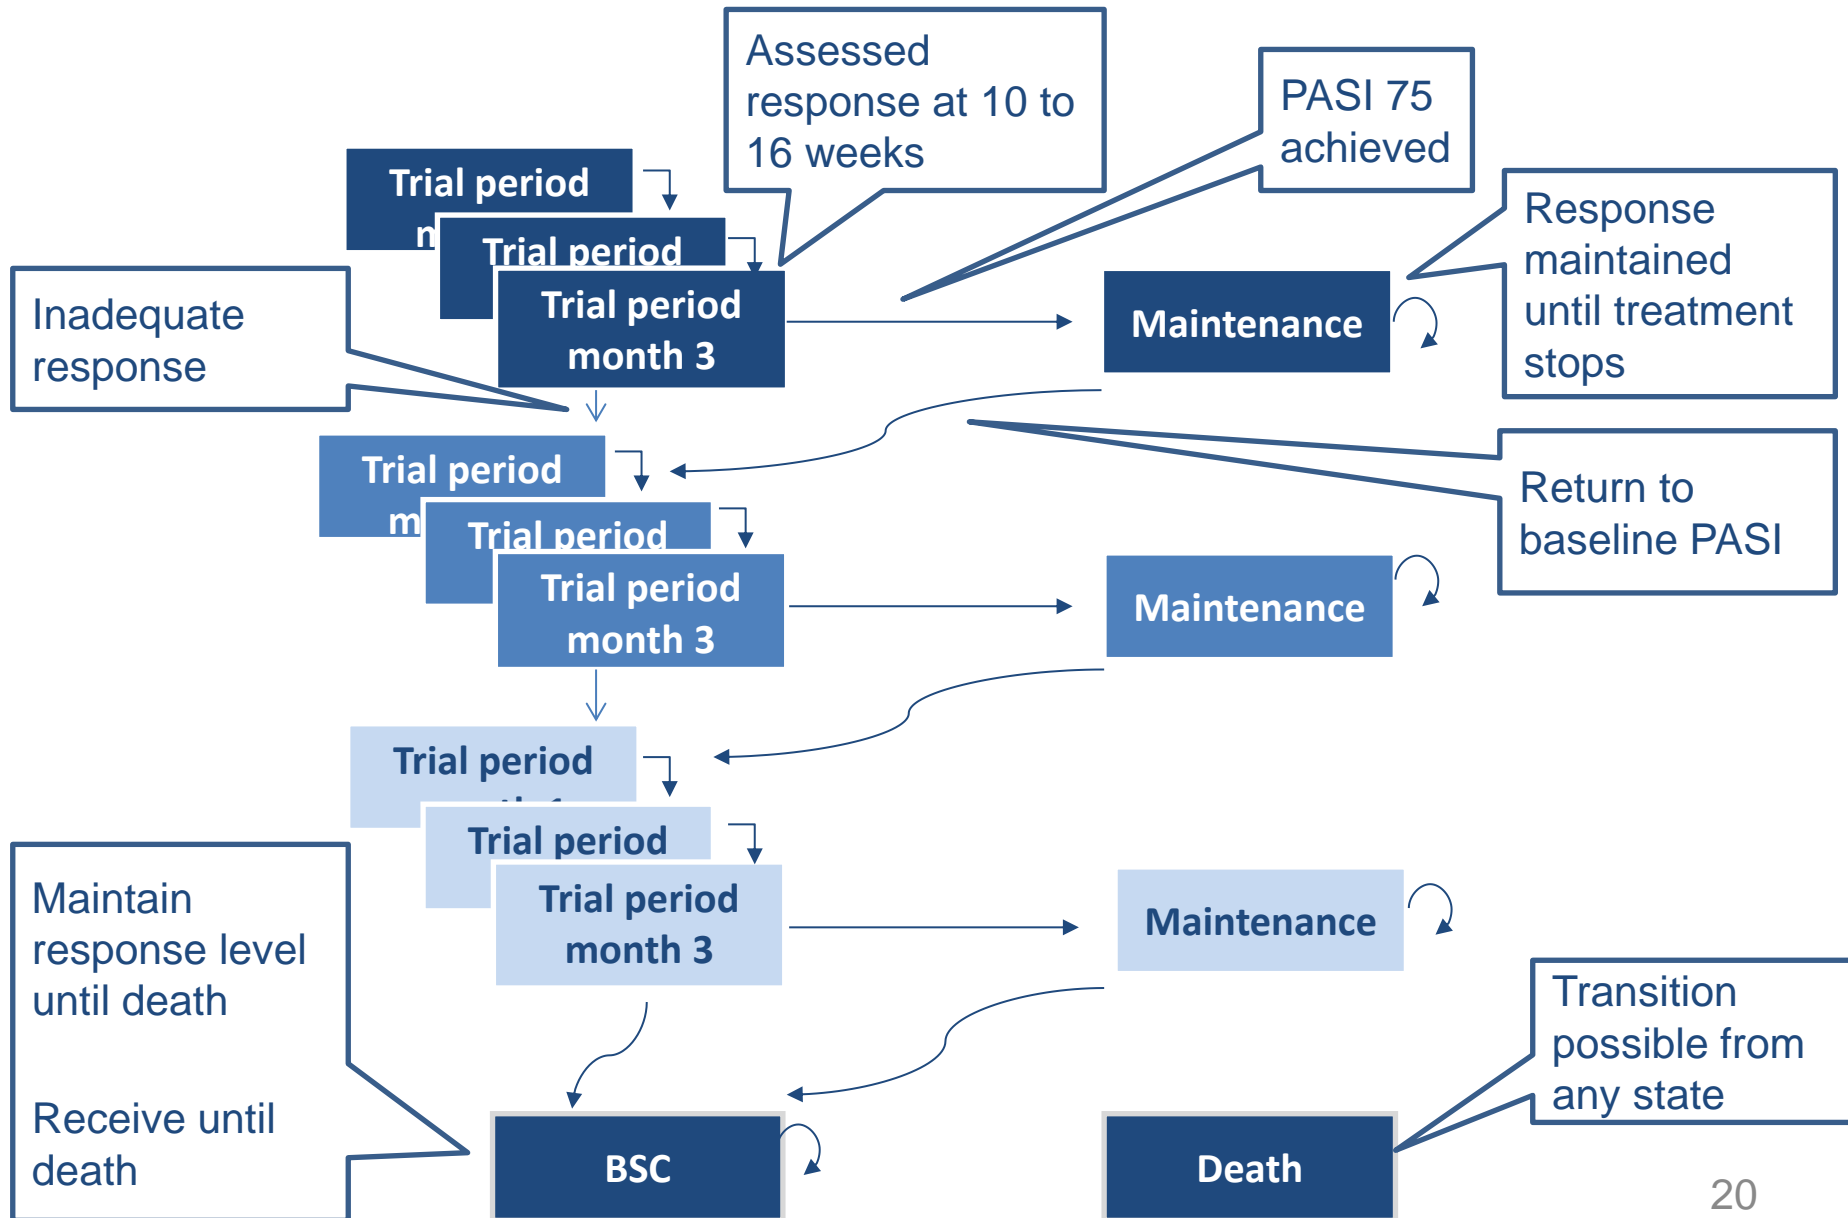 Assessed
response at 10 to
16 weeks
PASI 75
achieved
Trial period
Trial period
Trial period
month 3
Response
maintained
until treatment
stops
Inadequate
response
Maintenance
Return to
baseline PASI
Trial period
Trial period
Trial period
month 3
Maintenance
Trial period
Trial period
Trial period
month 3
Maintenance
Maintain
response level
until death
Receive until
death
Transition
possible from
any state
BSC
Death
20